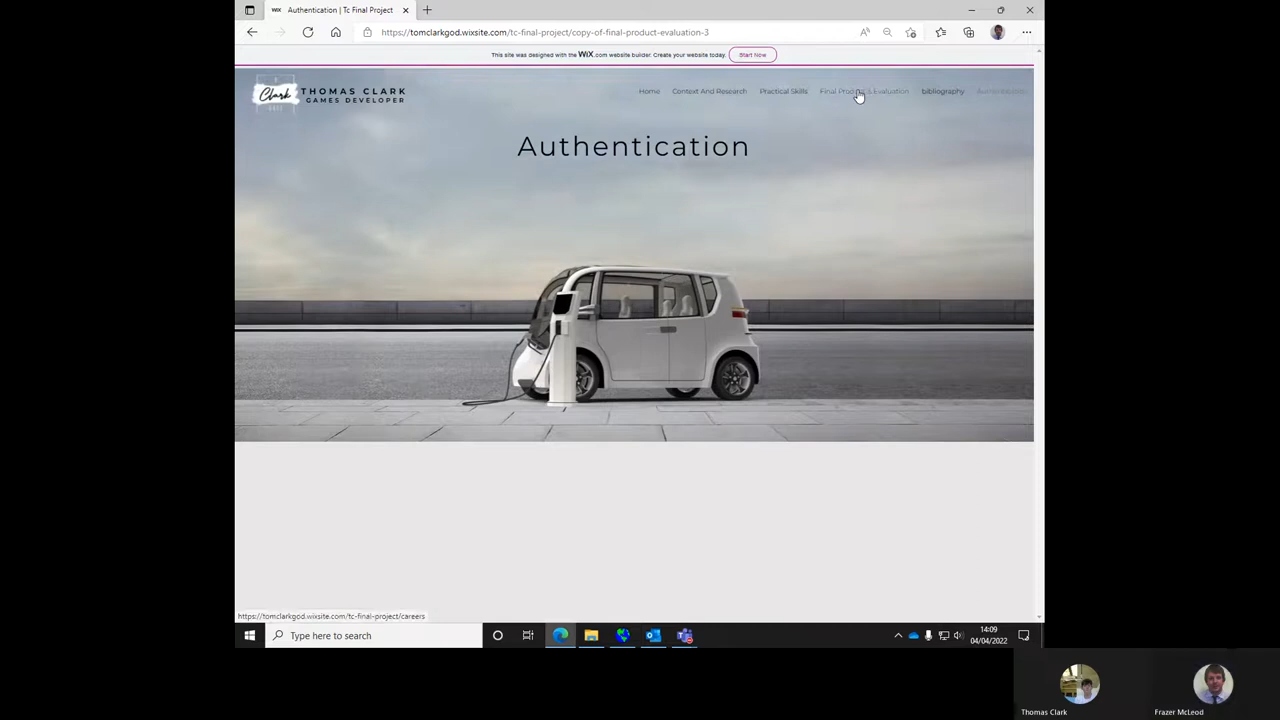 Authentication | Tc Final Project
https://tomclarkgod.wixsite.com/tc-final-project/copy-of-final-product-evaluation-3
This site was designed with the WiX.com website builder. Create your website today. Start Now
Clark
THOMAS CLARK
GAMES DEVELOPER
Home Context And Research Practical Skills Final Product & Evaluation bibliography Authentication
Authentication
https://tomclarkgod.wixsite.com/tc-final-project/careers
Type here to search
14:09
04/04/2022
Thomas Clark
Frazer McLeod